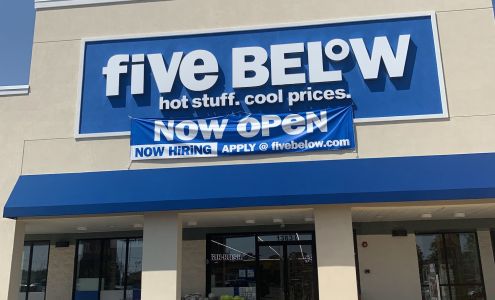 five BELOW
hot stuff. cool prices.
NOW OPEN
NOW HIRING APPLY @ fivebelow.com